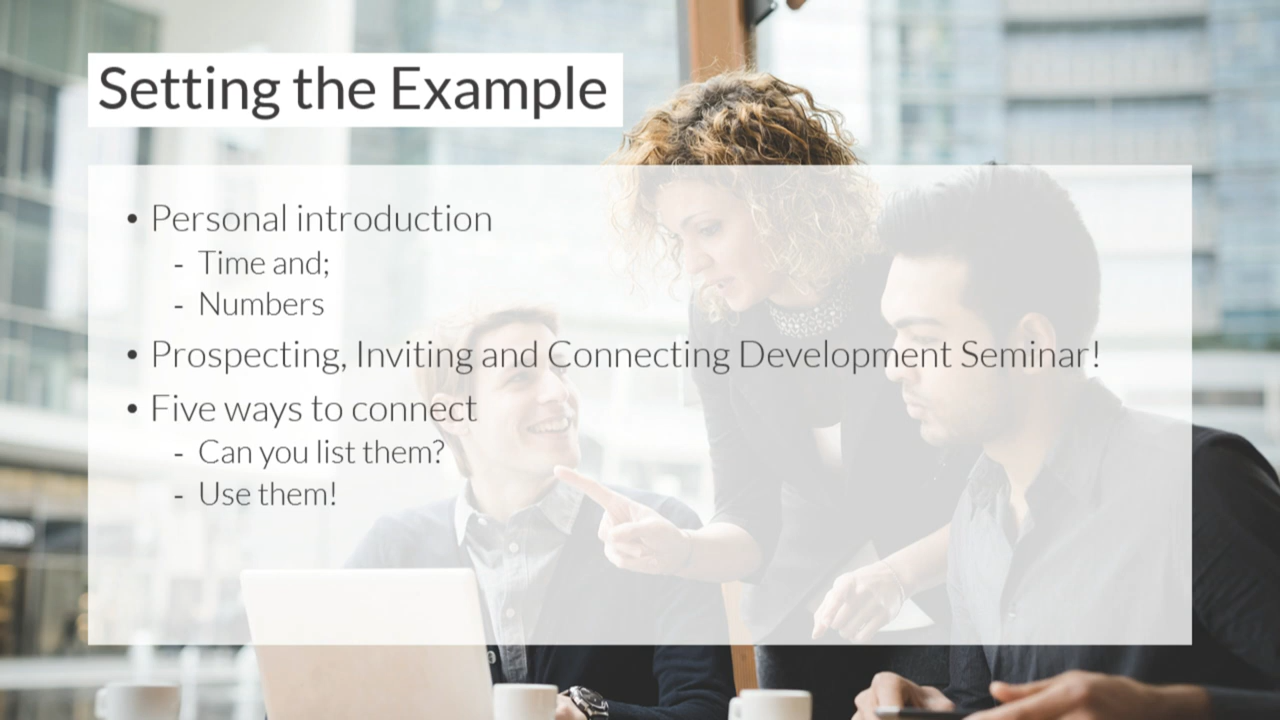 Setting the Example
• Personal introduction
- Time and;
- Numbers
• Prospecting, Inviting and Connecting Development Seminar!
• Five ways to connect
- Can you list them?
- Use them!